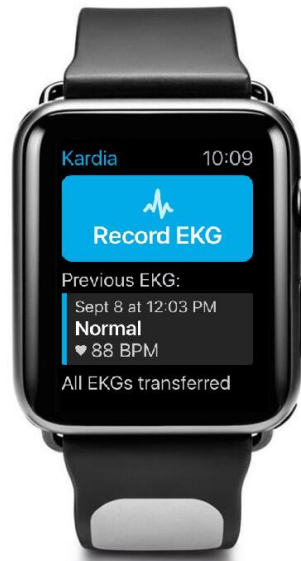 Kardia 10:09
Record EKG
Previous EKG:
Sept 8 at 12:03 PM
Normal
♥ 88 BPM
All EKGs transferred